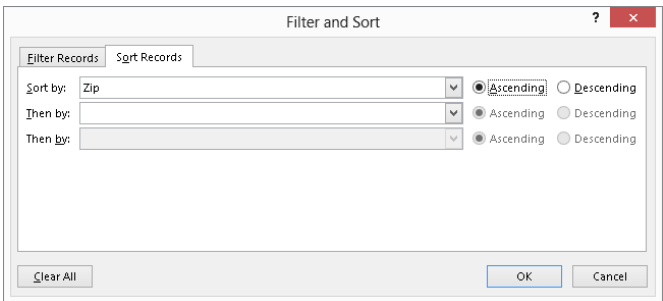 Filter and Sort ?
Filter Records Sort Records
Sort by: Zip Ascending Descending
Then by: Ascending Descending
Then by: Ascending Descending
Clear All OK Cancel